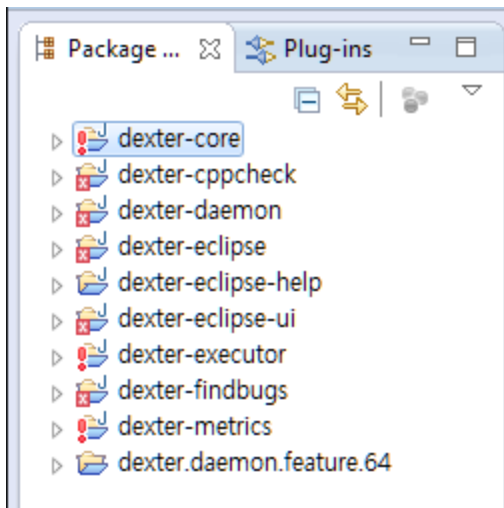 Package ... Plug-ins
dexter-core
dexter-cppcheck
dexter-daemon
dexter-eclipse
dexter-eclipse-help
dexter-eclipse-ui
dexter-executor
dexter-findbugs
dexter-metrics
dexter.daemon.feature.64